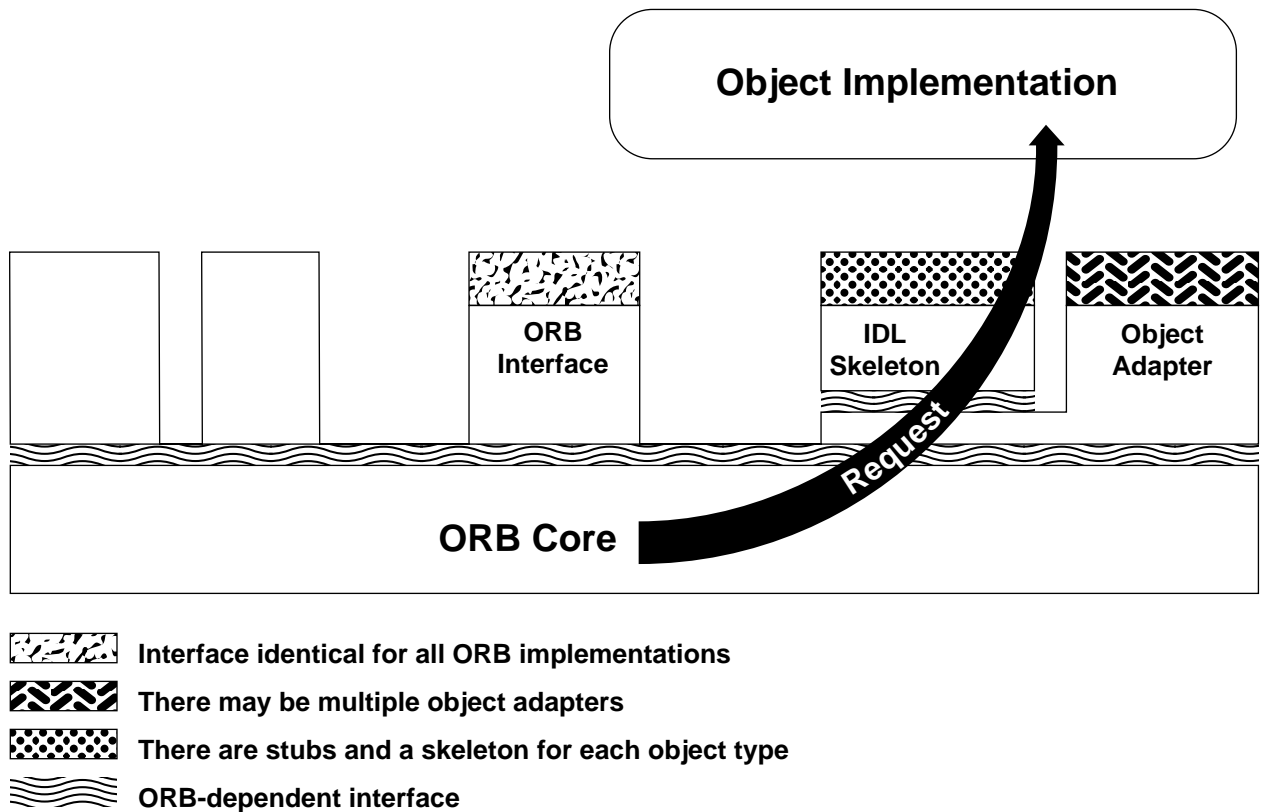 Object Implementation
ORB
Interface
IDL
Skeleton
Object
Adapter
Request
ORB Core
Interface identical for all ORB implementations
There may be multiple object adapters
There are stubs and a skeleton for each object type
ORB-dependent interface